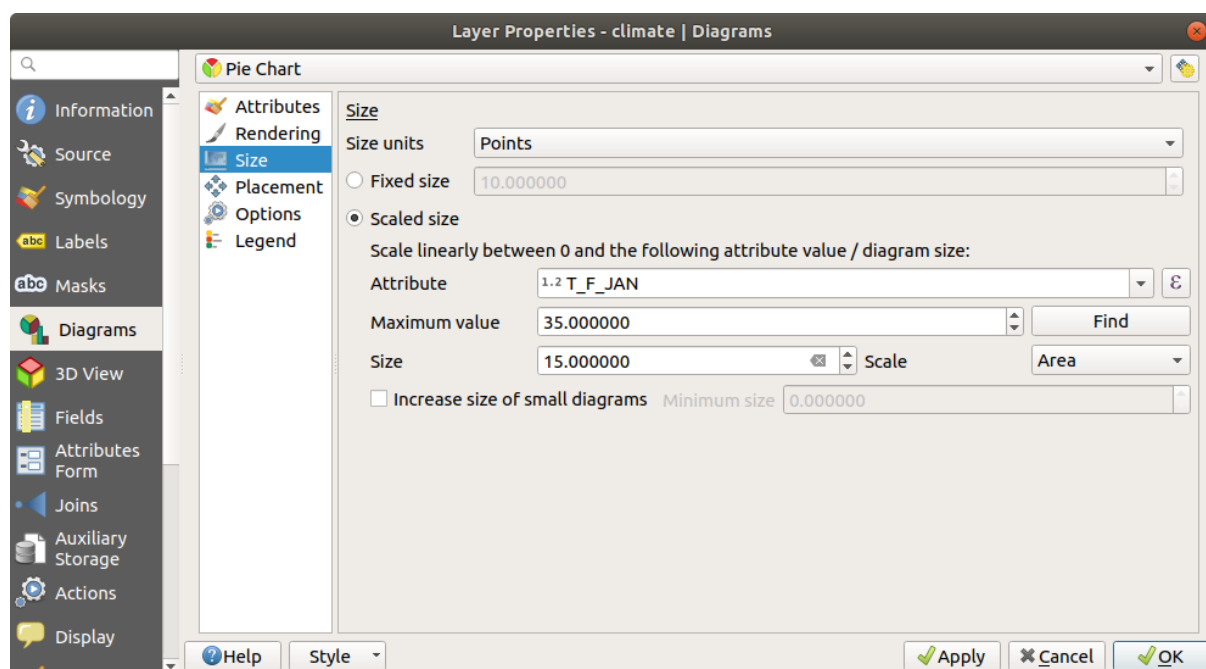 Layer Properties - climate | Diagrams
Pie Chart
Information
Source
Symbology
abc Labels
abc Masks
Diagrams
3D View
Fields
Attributes
Form
Joins
Auxiliary
Storage
Actions
Display
Attributes
Rendering
Size
Placement
Options
Legend
Size
Size units Points
Fixed size 10.000000
Scaled size
Scale linearly between 0 and the following attribute value / diagram size:
Attribute 1.2 T_F_JAN ε
Maximum value 35.000000 Find
Size 15.000000 Scale Area
Increase size of small diagrams Minimum size 0.000000
Help Style Apply Cancel OK